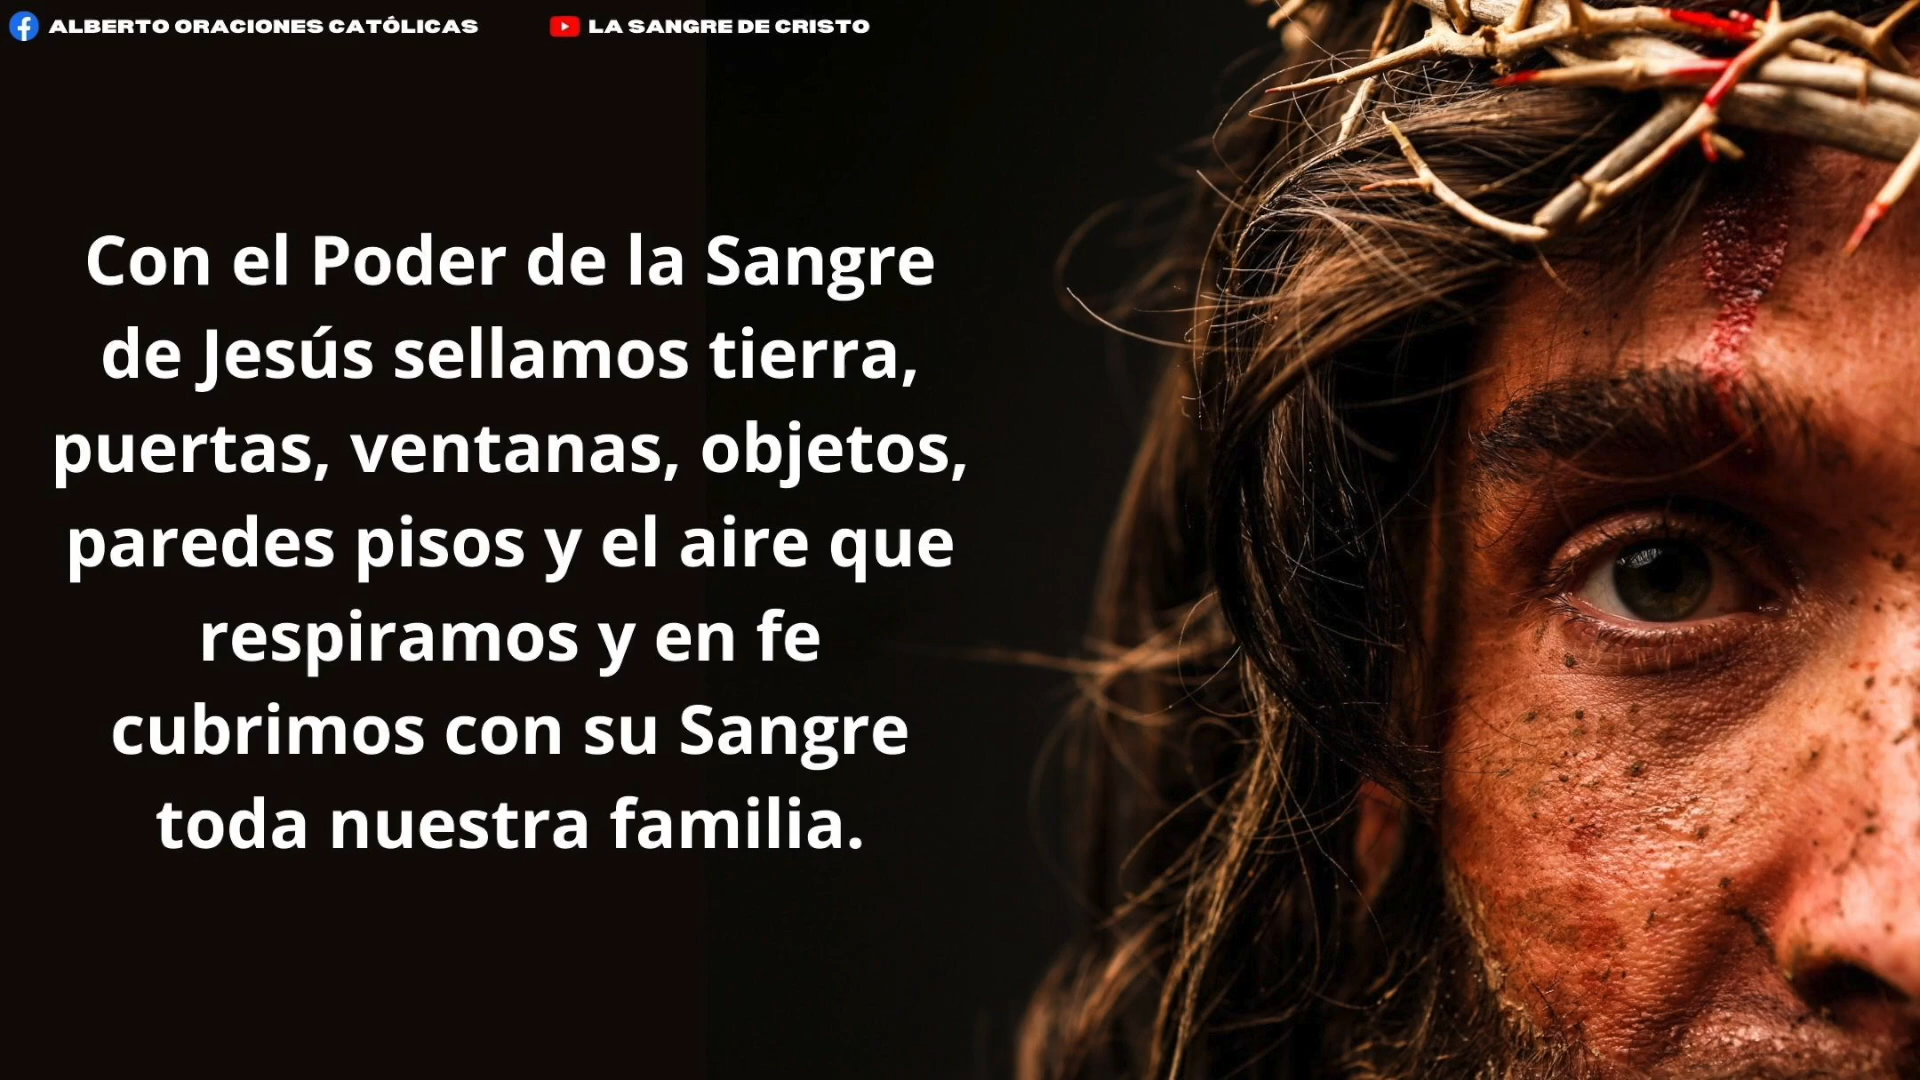 ALBERTO ORACIONES CATÓLICAS
LA SANGRE DE CRISTO
Con el Poder de la Sangre
de Jesús sellamos tierra,
puertas, ventanas, objetos,
paredes pisos y el aire que
respiramos y en fe
cubrimos con su Sangre
toda nuestra familia.